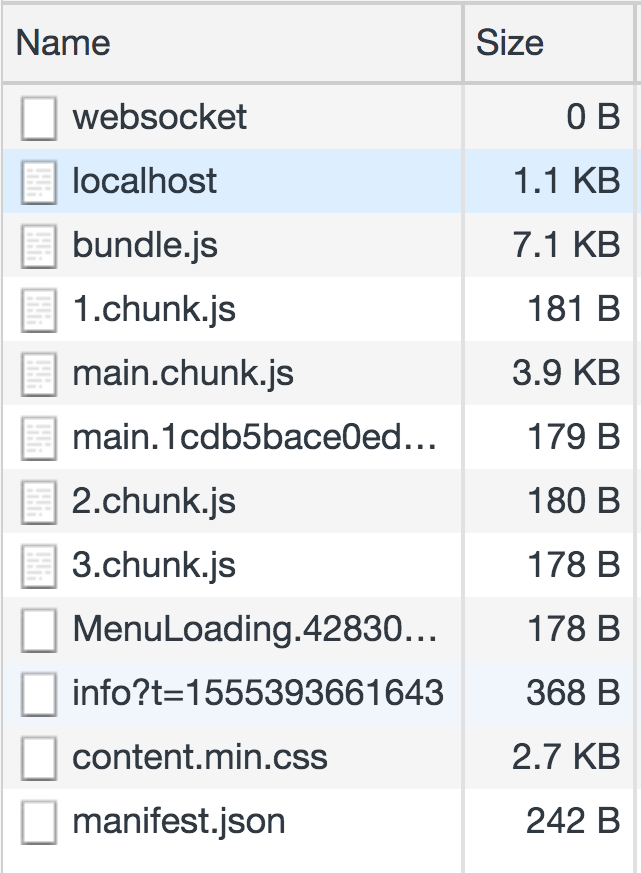 Name Size
websocket 0 B
localhost 1.1 KB
bundle.js 7.1 KB
1.chunk.js 181 B
main.chunk.js 3.9 KB
main.1cdb5bace0ed... 179 B
2.chunk.js 180 B
3.chunk.js 178 B
MenuLoading.42830... 178 B
info?t=1555393661643 368 B
content.min.css 2.7 KB
manifest.json 242 B